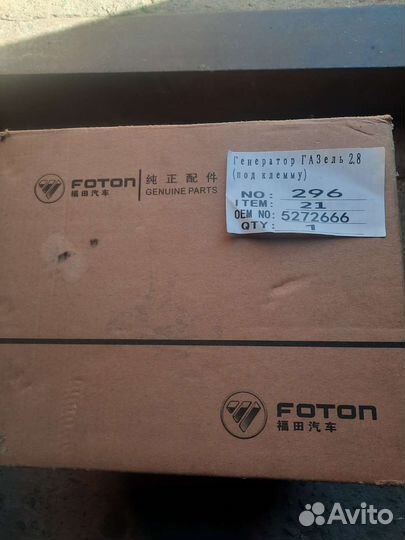 FOTON
福田汽车
纯正配件
GENUINE PARTS
Генератор ГАЗель 2.8
(под клемму)
NO: 296
ITEM: 21
OEM NO: 5272666
QTY: 1
FOTON
福田汽车
Avito